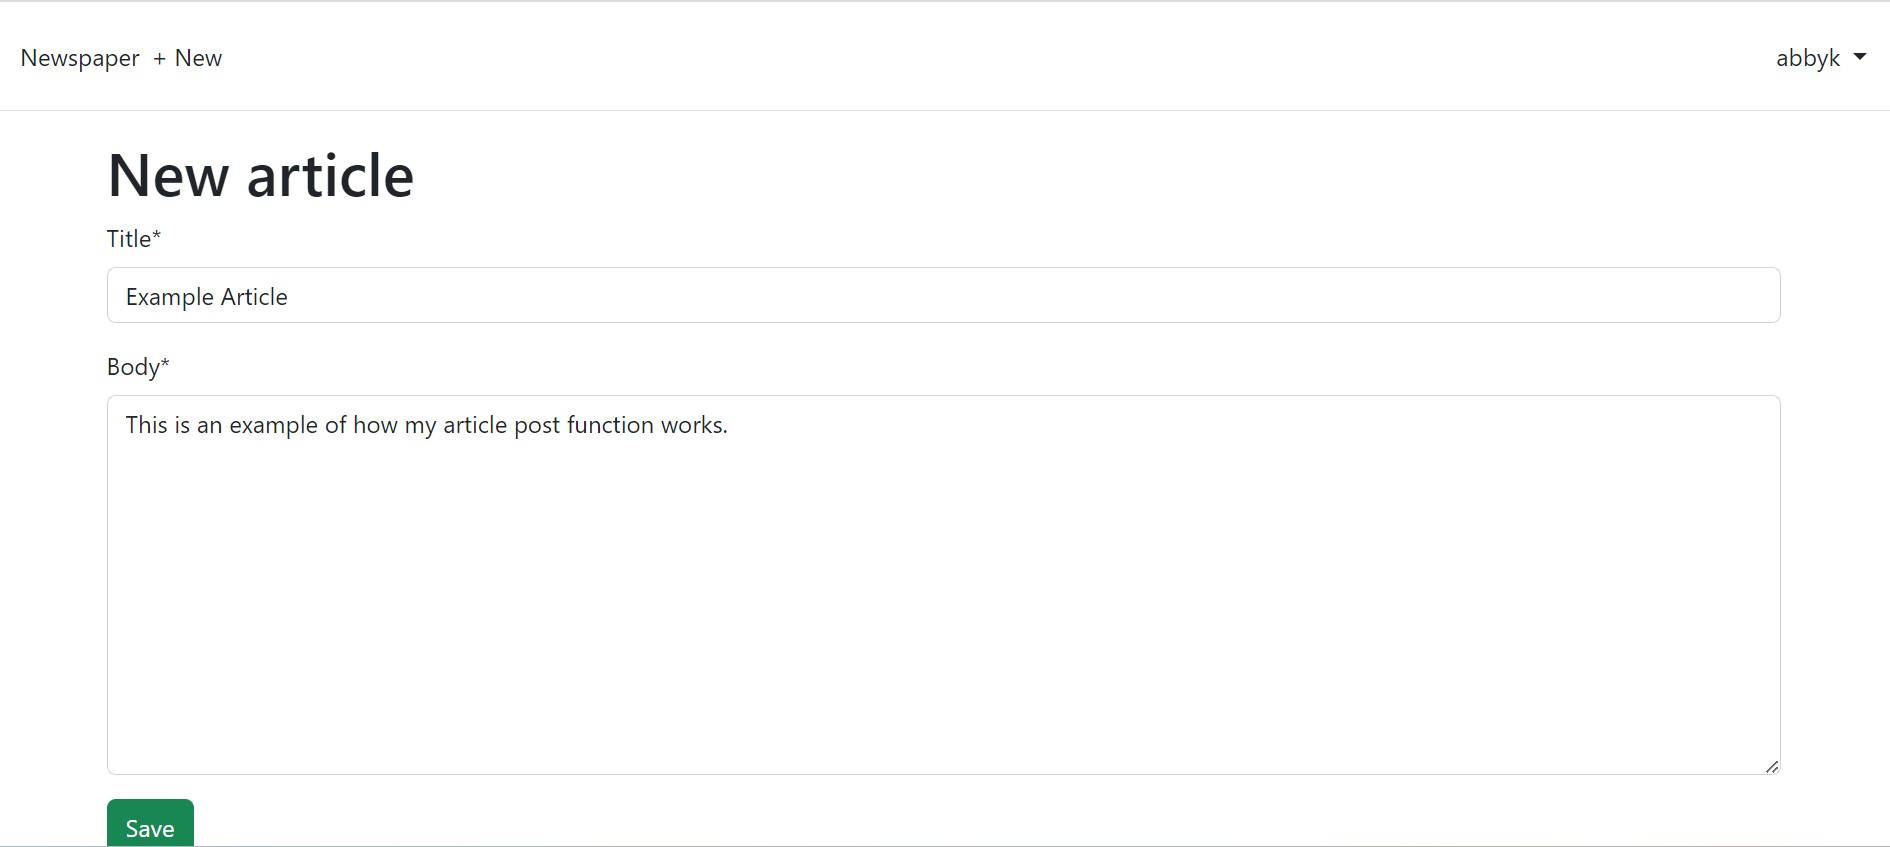 Newspaper + New abbyk
New article
Title*
Example Article
Body*
This is an example of how my article post function works.
Save